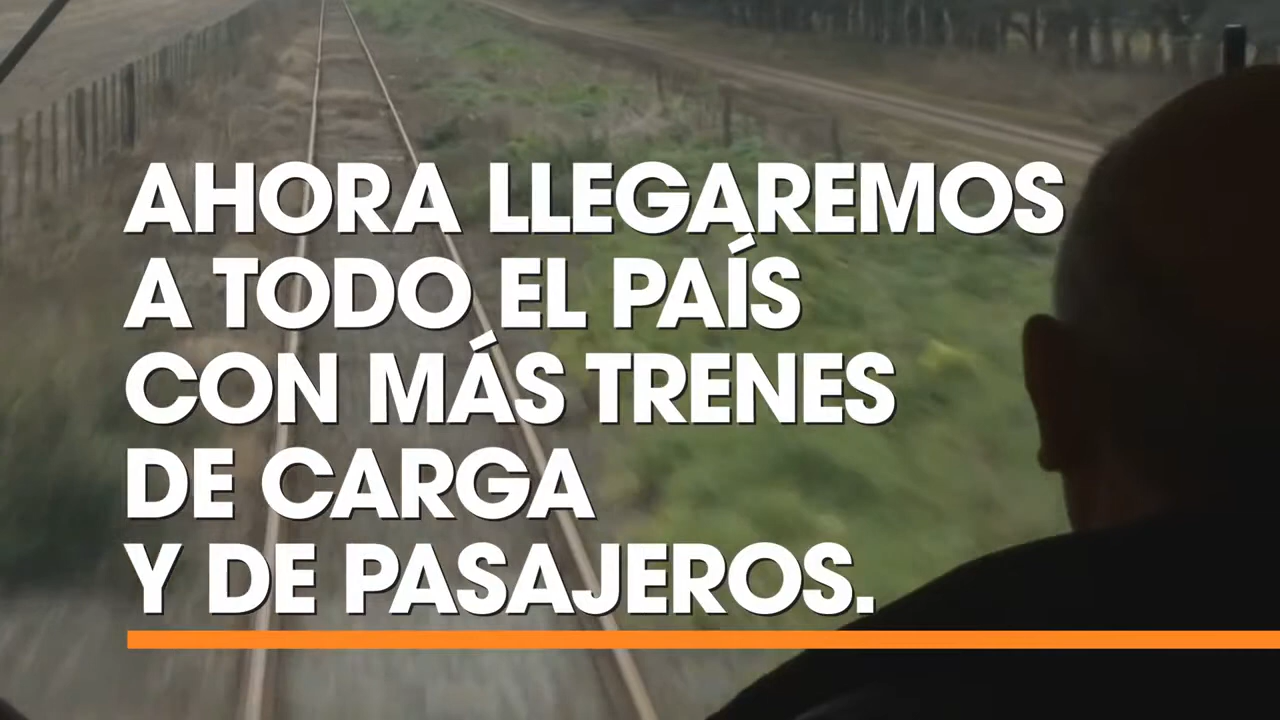 AHORA LLEGAREMOS
A TODO EL PAÍS
CON MÁS TRENES
DE CARGA
Y DE PASAJEROS.